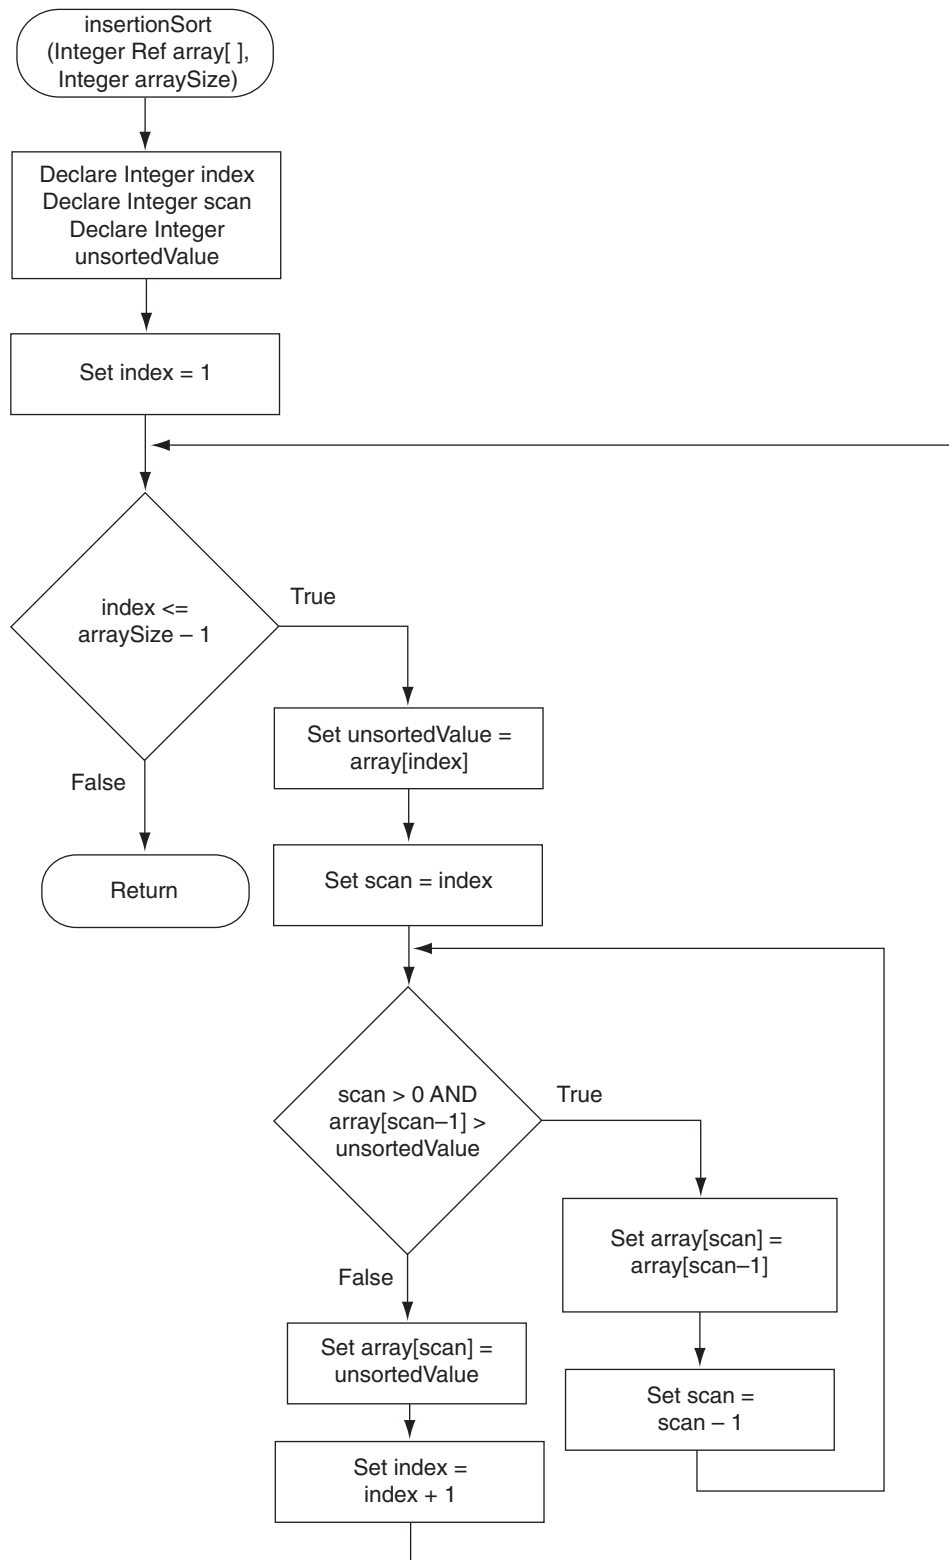 insertionSort
(Integer Ref array[ ],
Integer arraySize)
Declare Integer index
Declare Integer scan
Declare Integer
unsortedValue
Set index = 1
index <=
arraySize – 1
True
False
Return
Set unsortedValue =
array[index]
Set scan = index
scan > 0 AND
array[scan–1] >
unsortedValue
True
False
Set array[scan] =
array[scan–1]
Set scan =
scan – 1
Set array[scan] =
unsortedValue
Set index =
index + 1